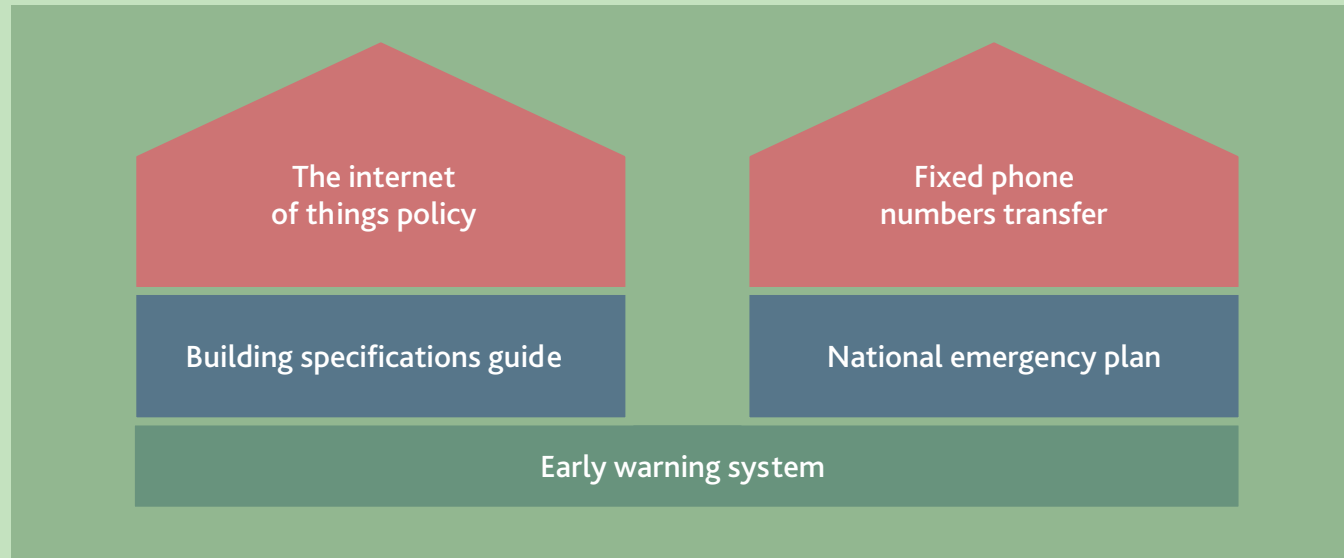 The internet
of things policy
Fixed phone
numbers transfer
Building specifications guide
National emergency plan
Early warning system